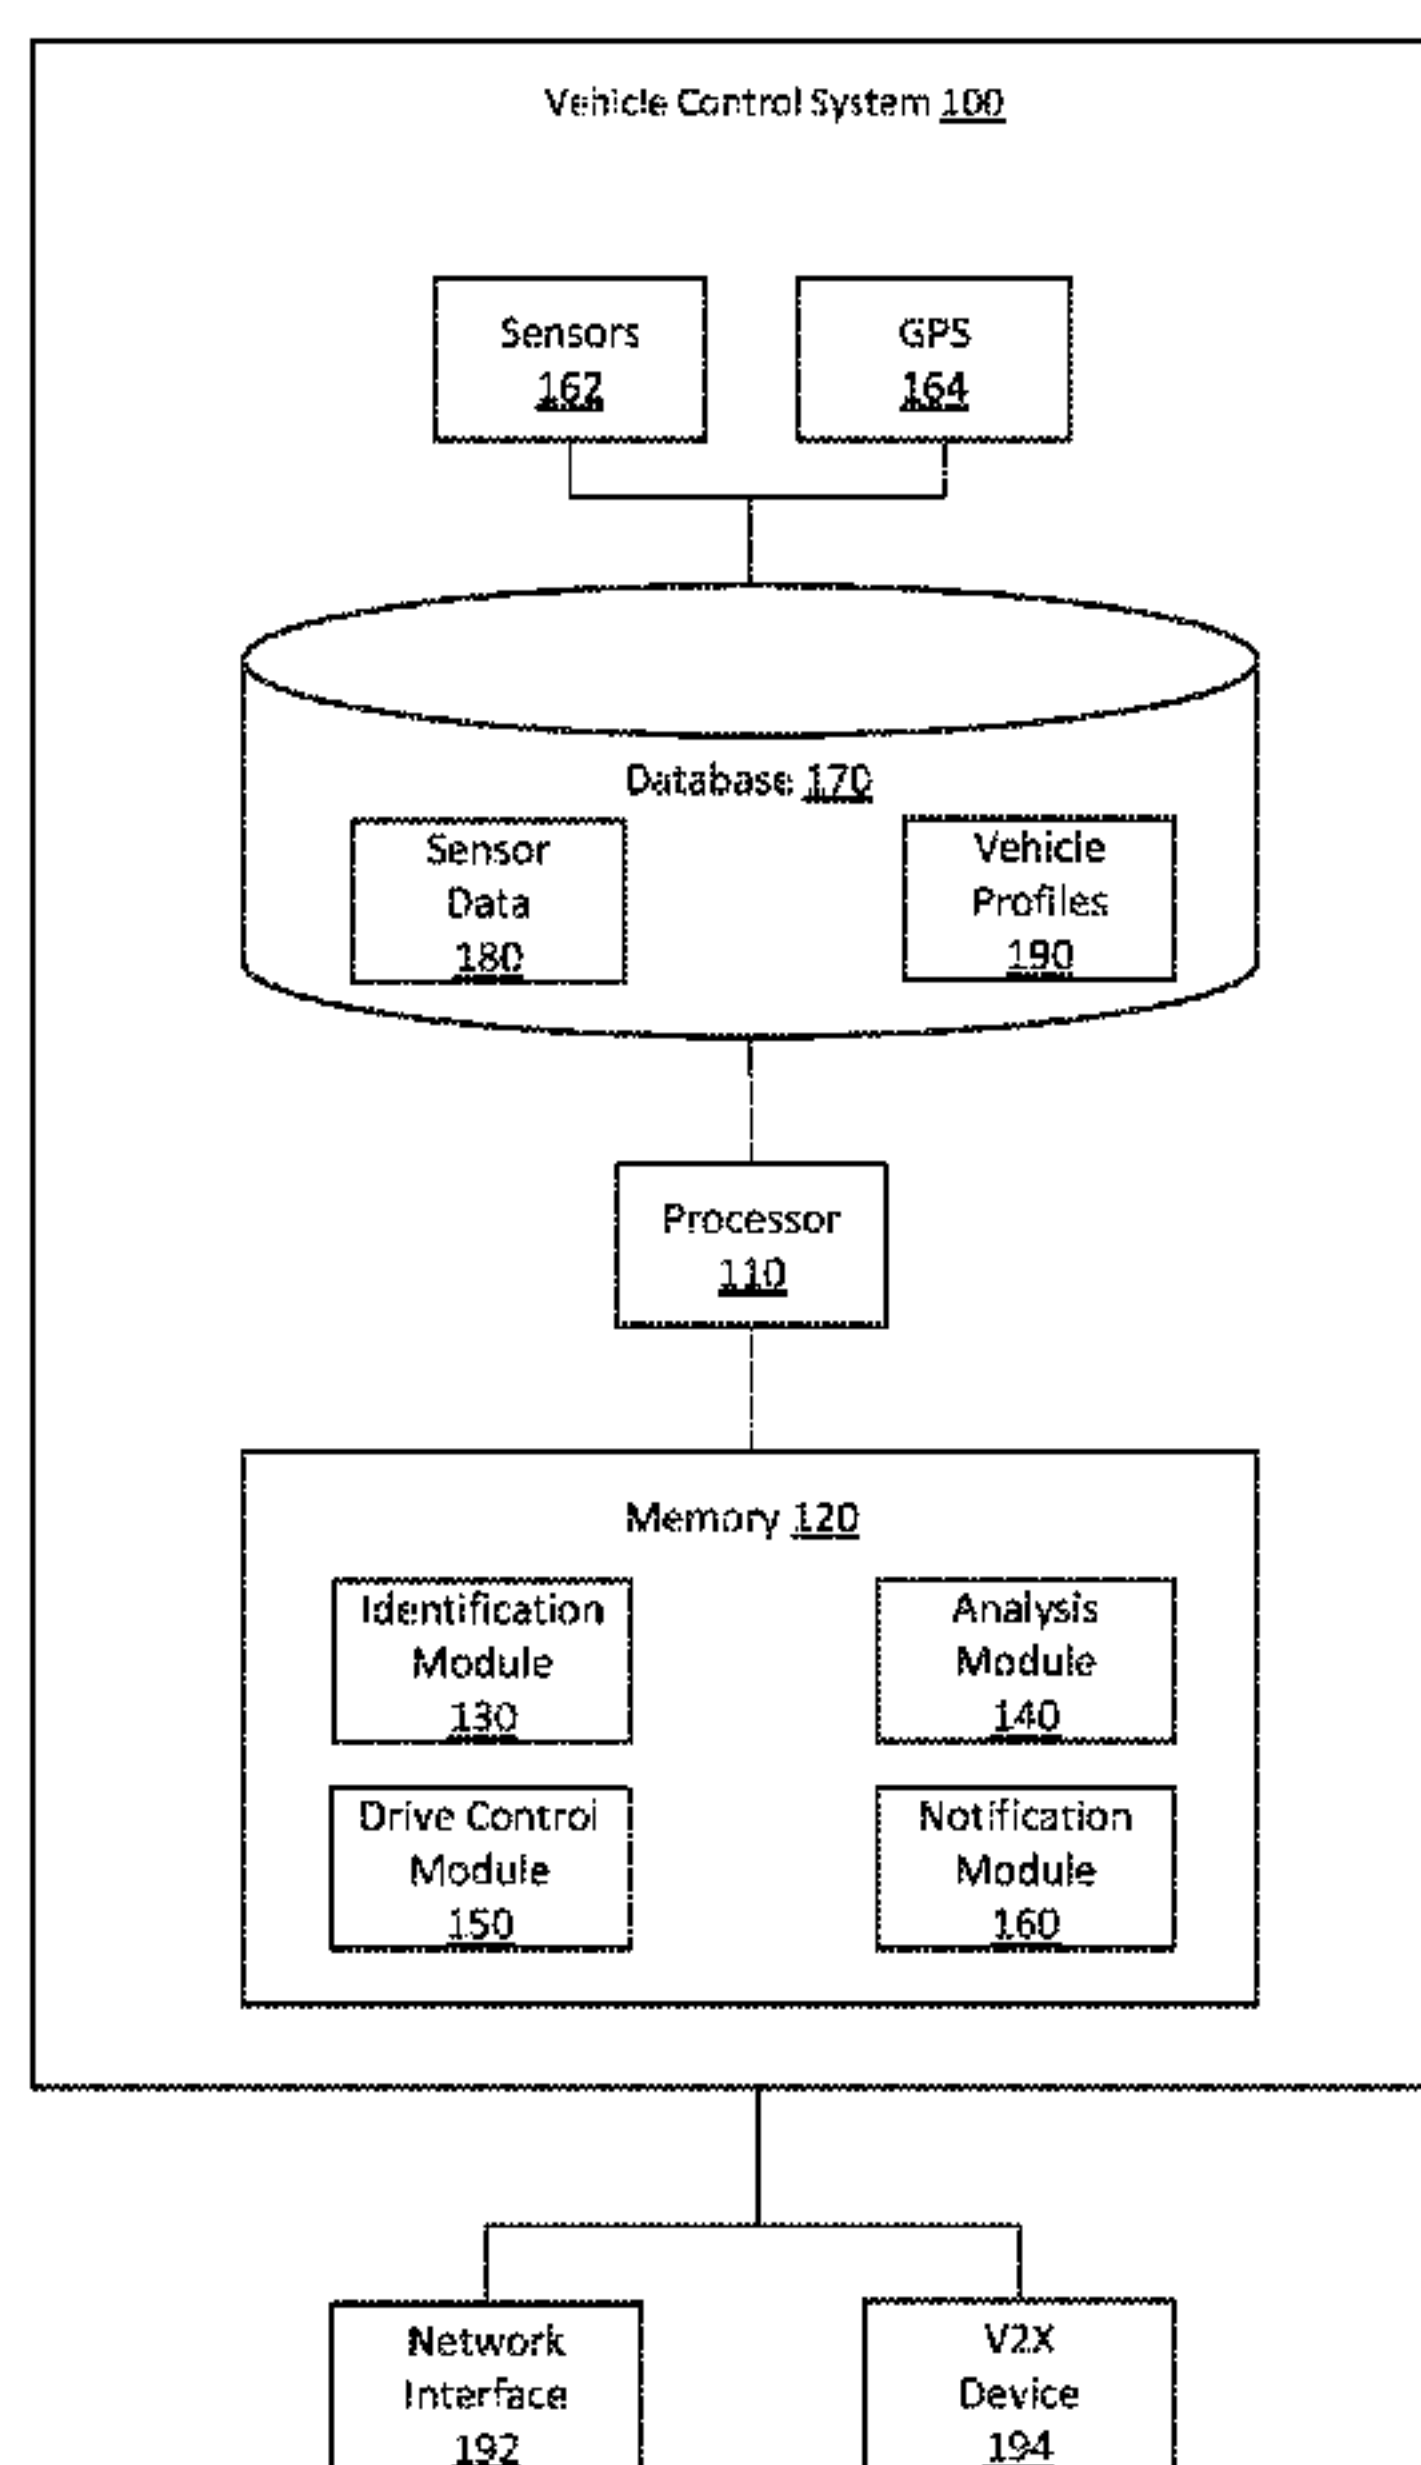 Vehicle Control System 100
Sensors
162
GPS
164
Database 170
Sensor
Data
180
Vehicle
Profiles
190
Processor
110
Memory 120
Identification
Module
130
Analysis
Module
140
Drive Control
Module
150
Notification
Module
160
Network
Interface
192
V2X
Device
194